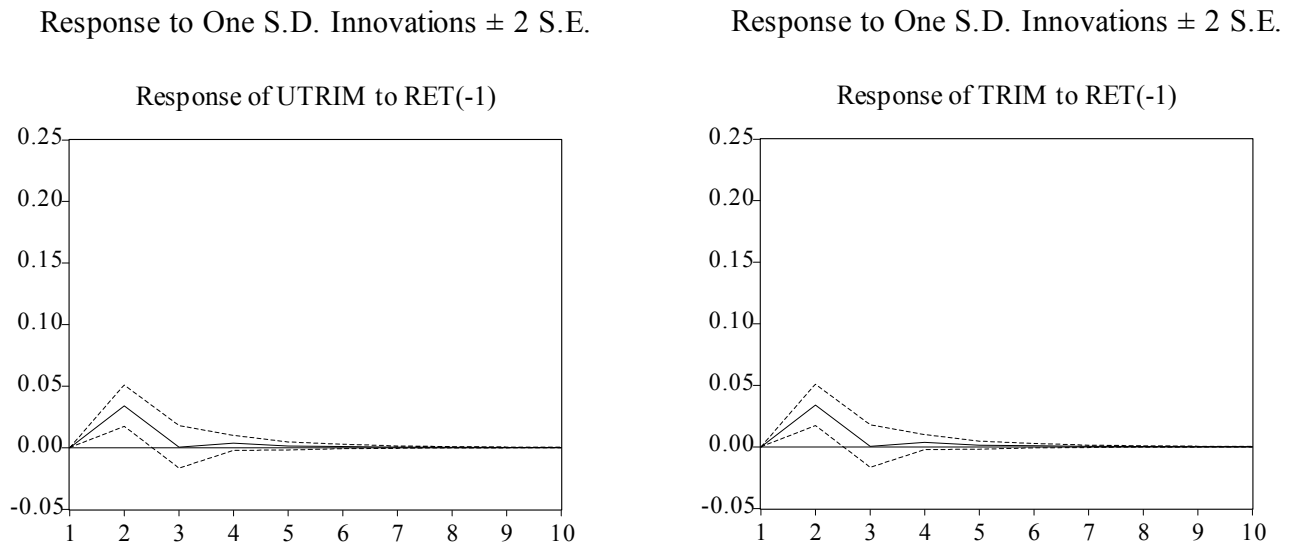 Response to One S.D. Innovations ± 2 S.E.
Response of UTRIM to RET(-1)
0.25
0.20
0.15
0.10
0.05
0.00
-0.05
1 2 3 4 5 6 7 8 9 10
Response to One S.D. Innovations ± 2 S.E.
Response of TRIM to RET(-1)
0.25
0.20
0.15
0.10
0.05
0.00
-0.05
1 2 3 4 5 6 7 8 9 10